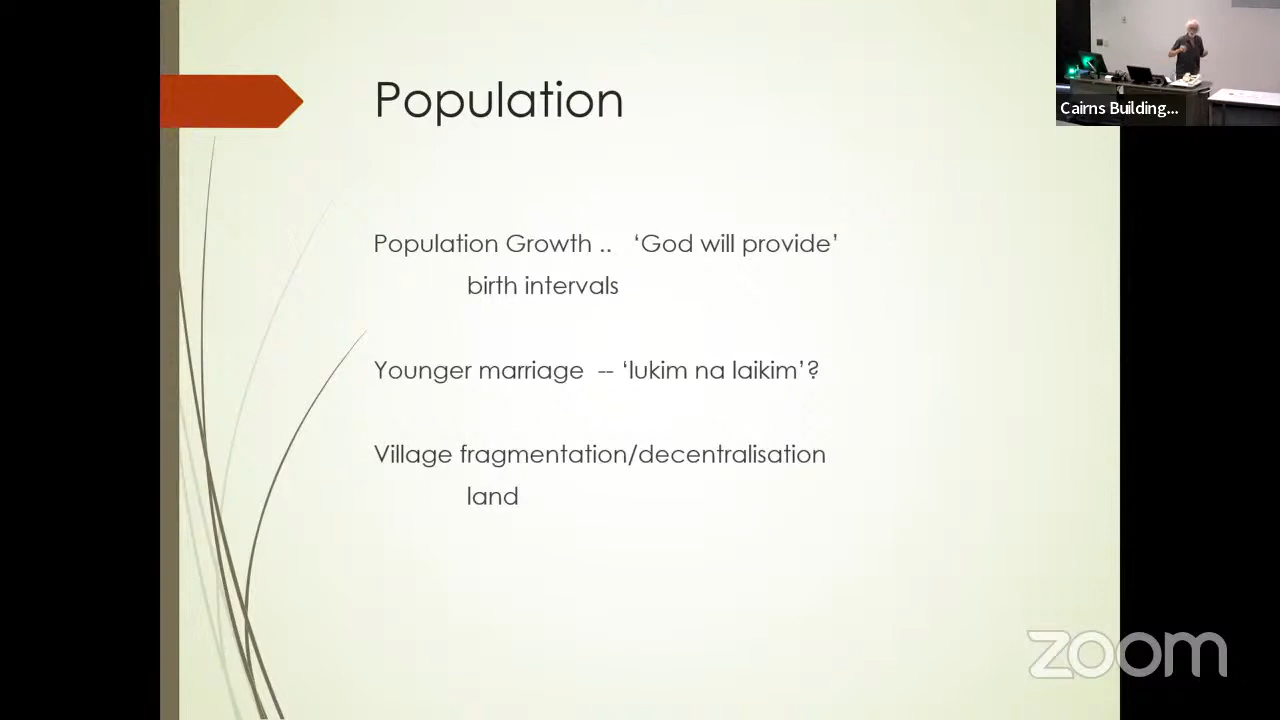 Population
Cairns Building...
Population Growth .. ‘God will provide’
birth intervals
Younger marriage -- ‘lukim na laikim’?
Village fragmentation/decentralisation
land
zoom